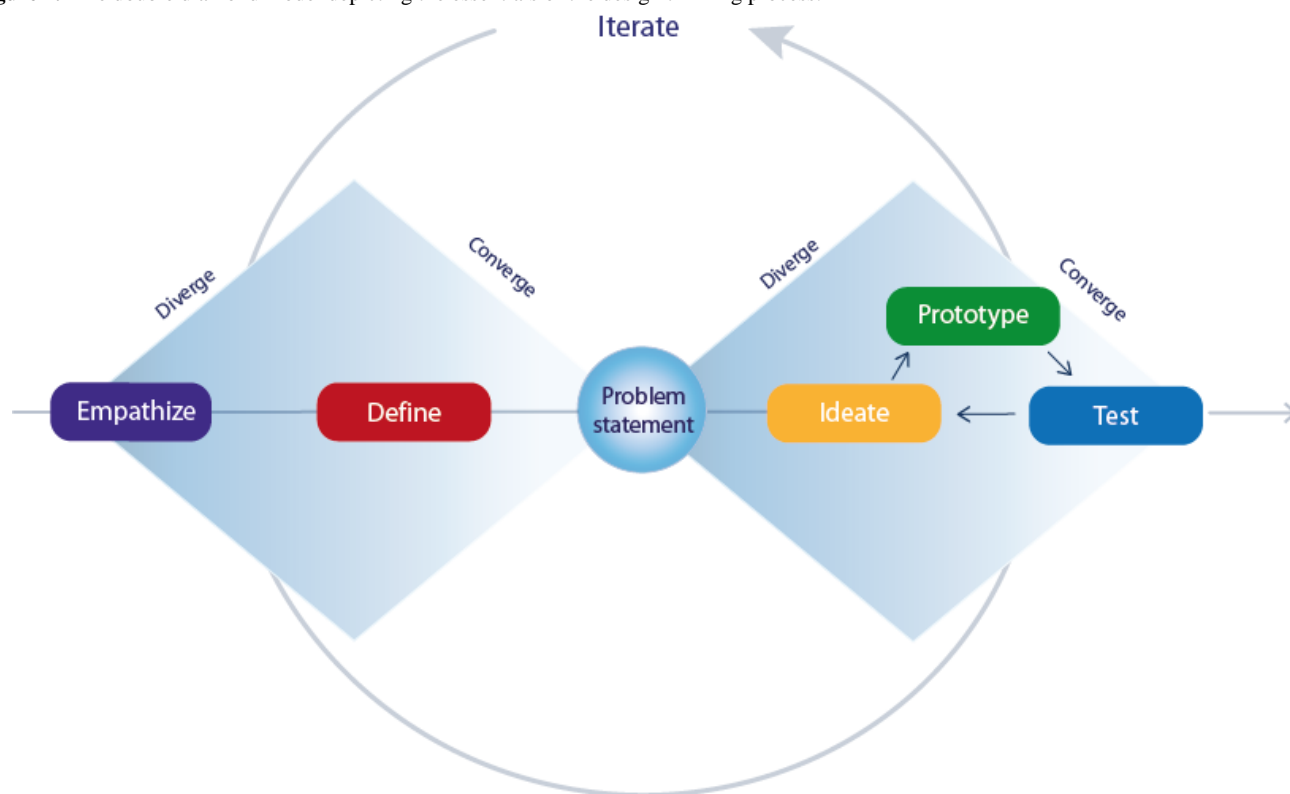 Iterate
Diverge
Converge
Diverge
Converge
Prototype
Empathize
Define
Problem
statement
Ideate
Test